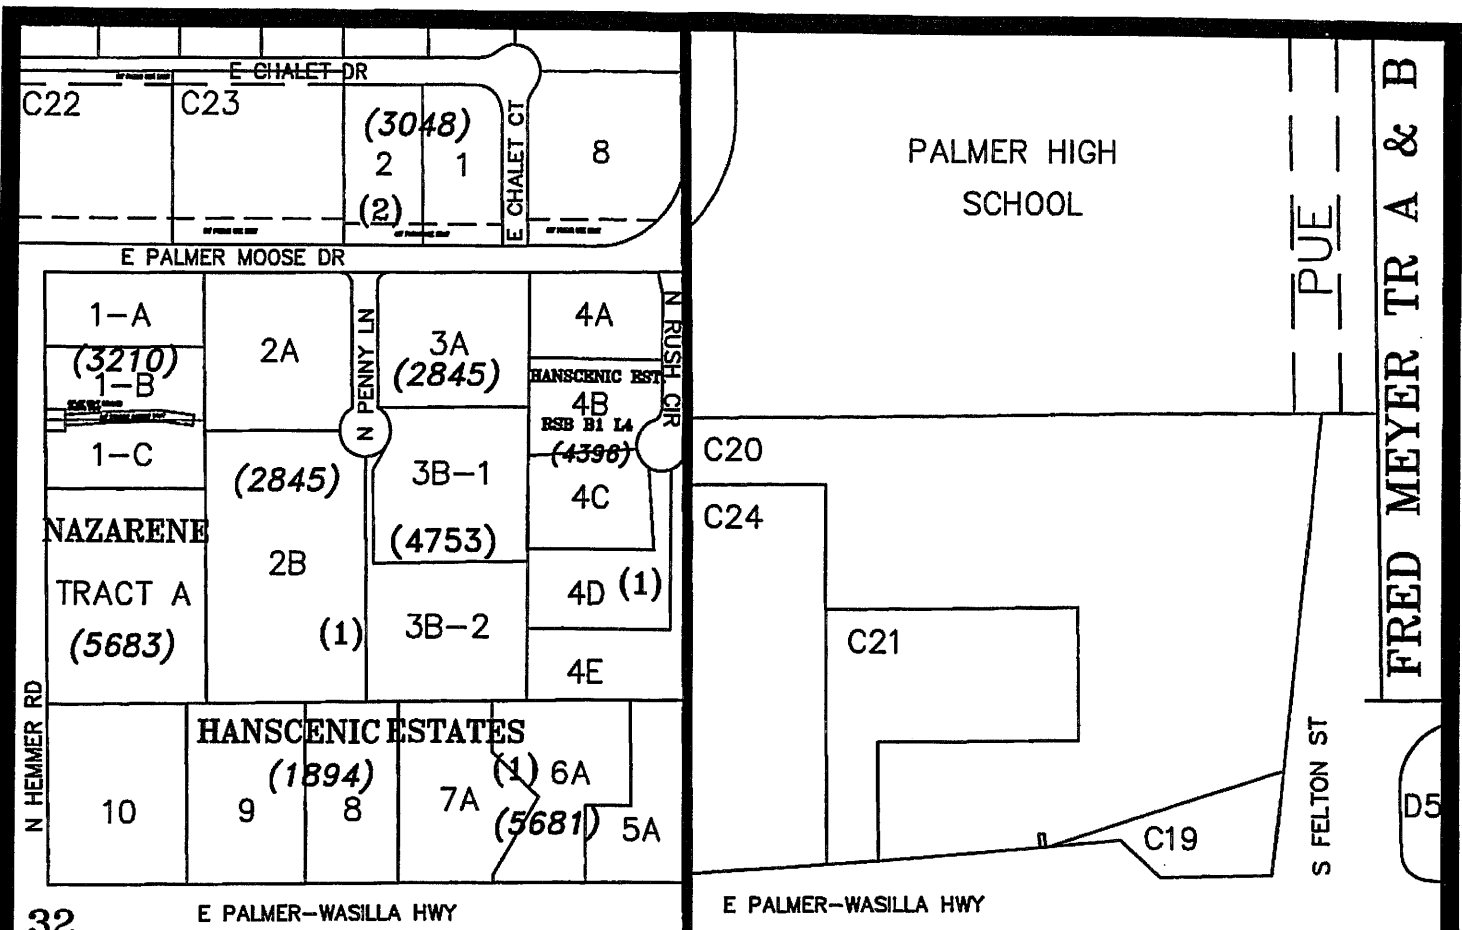 E CHALET DR
C22
C23
(3048)
2
1
(2)
E CHALET CT
8
E PALMER MOOSE DR
1-A
(3210)
1-B
1-C
2A
N PENNY LN
3A
(2845)
4A
HANSCENIC EST.
4B
RSB B1 L4
(4396)
N RUSH CIR
(2845)
3B-1
(4753)
4C
NAZARENE
TRACT A
(5683)
2B
(1)
3B-2
4D (1)
4E
N HEMMER RD
HANSCENIC ESTATES
(1894)
(1)
10
9
8
7A
6A
(5681)
5A
32
E PALMER-WASILLA HWY
PALMER HIGH
SCHOOL
PUE
FRED MEYER TR A & B
C20
C24
C21
C19
S FELTON ST
D5
E PALMER-WASILLA HWY